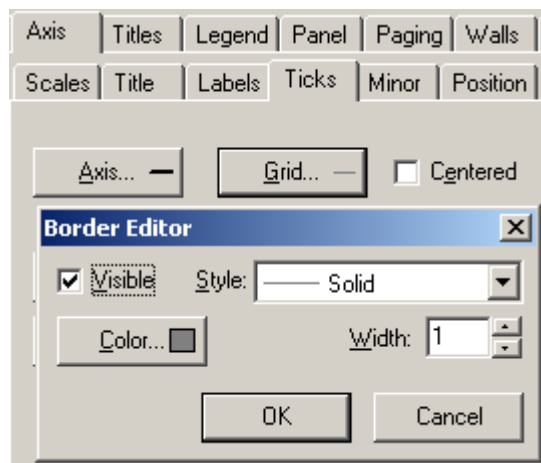 Axis Titles Legend Panel Paging Walls
Scales Title Labels Ticks Minor Position
Axis... Grid... Centered
Border Editor
Visible Style: Solid
Color... Width: 1
OK Cancel